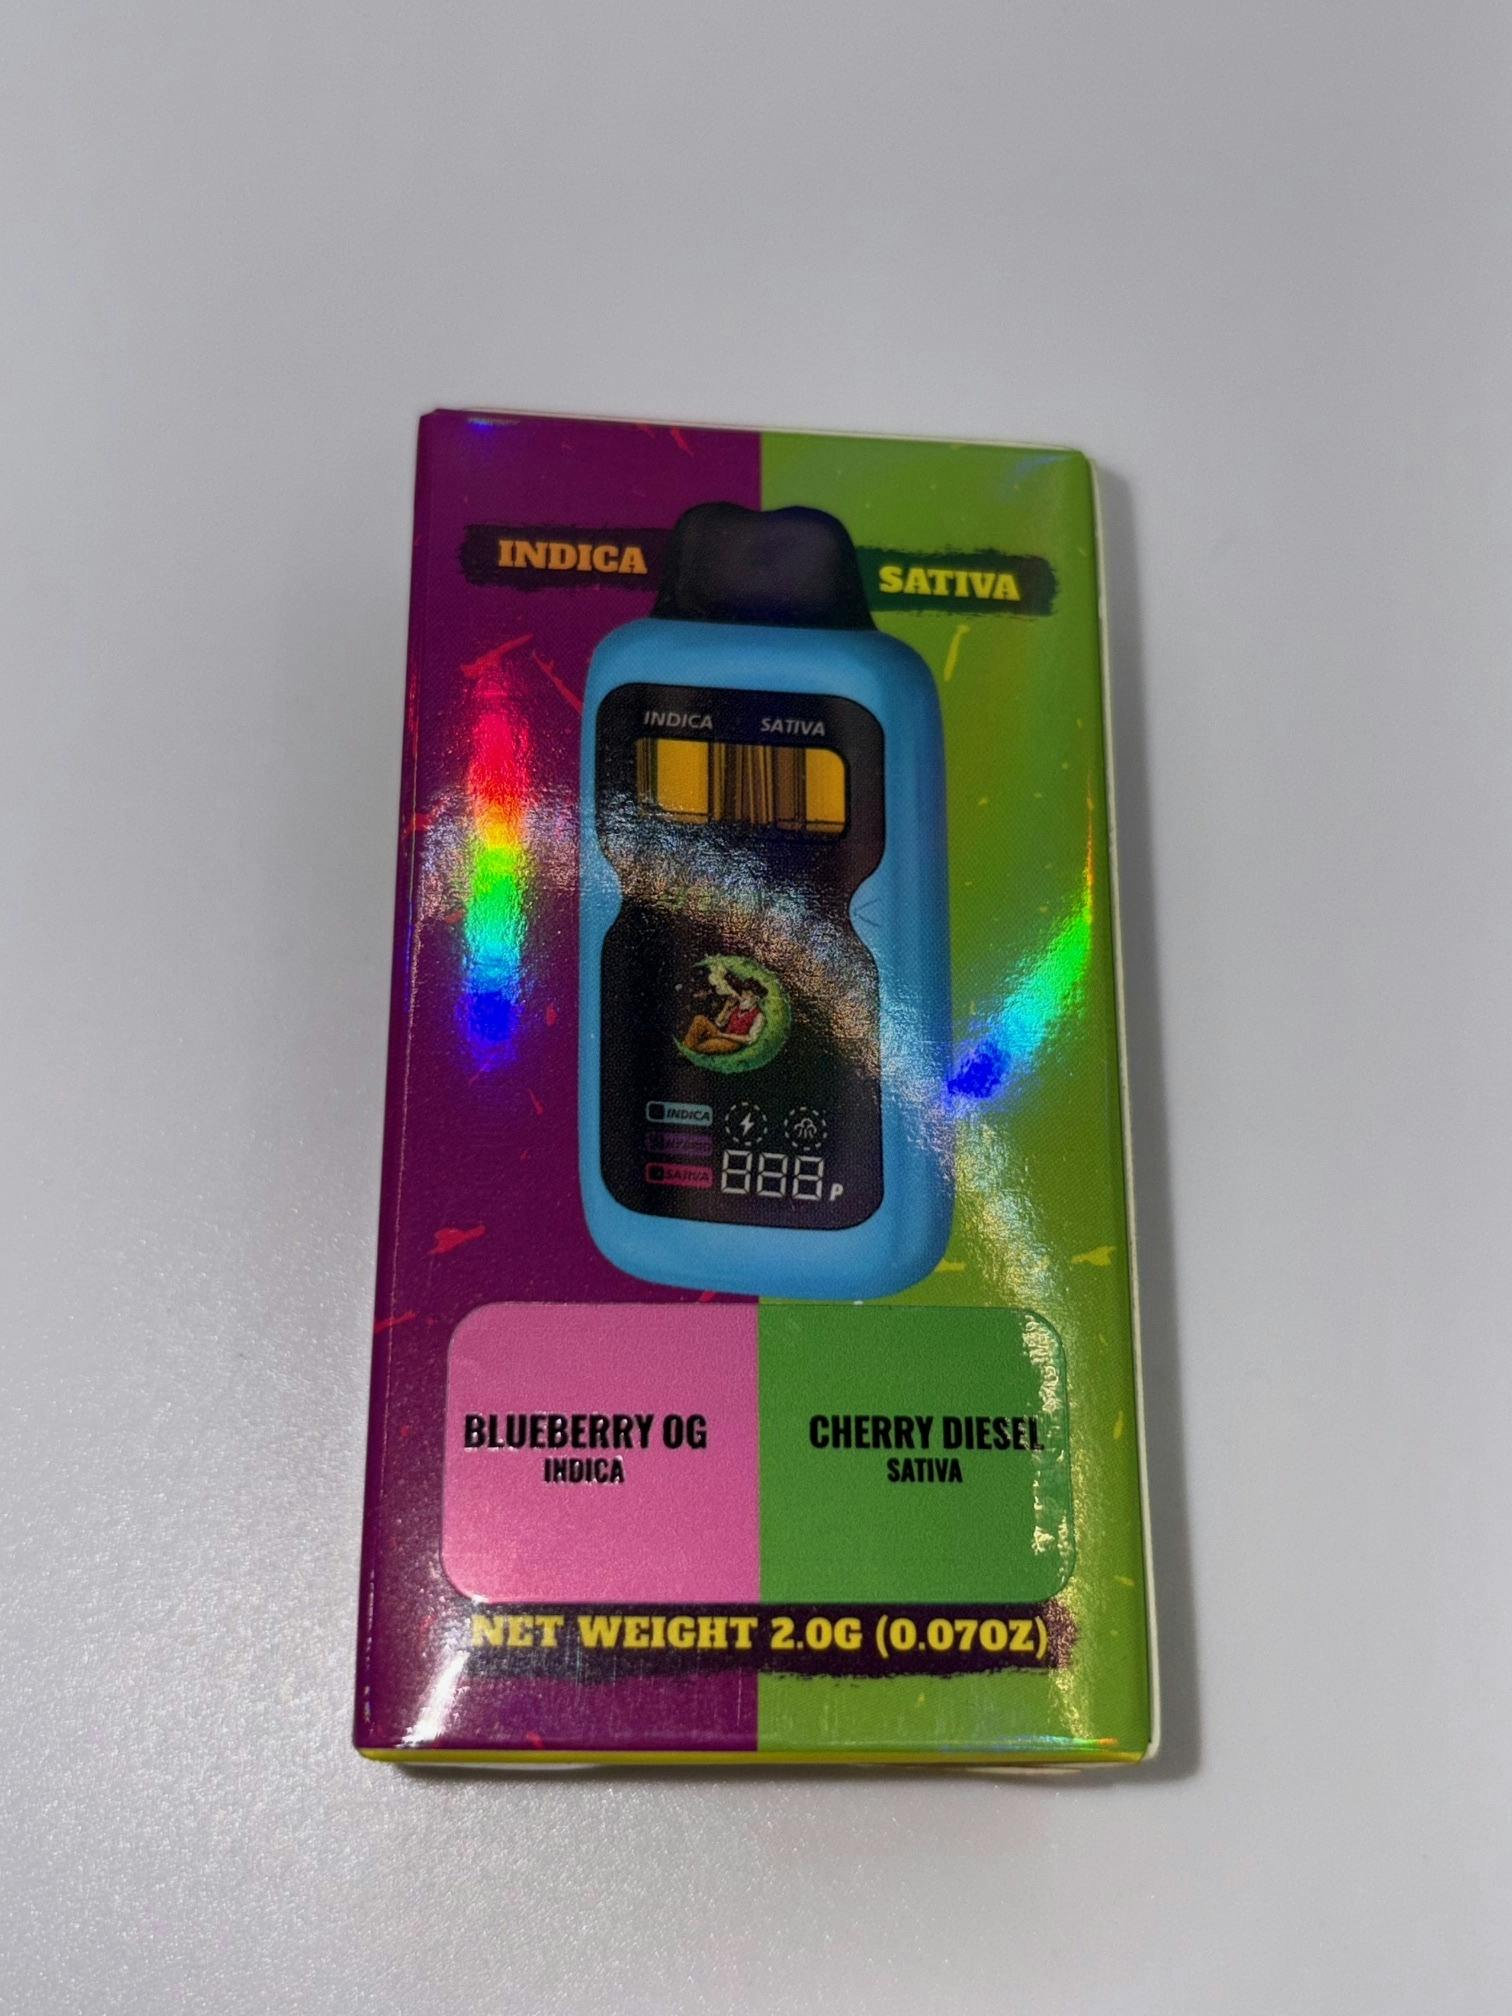 INDICA
SATIVA
INDICA SATIVA
INDICA
SATIVA
888P
BLUEBERRY OG
INDICA
CHERRY DIESEL
SATIVA
NET WEIGHT 2.0G (0.07OZ)